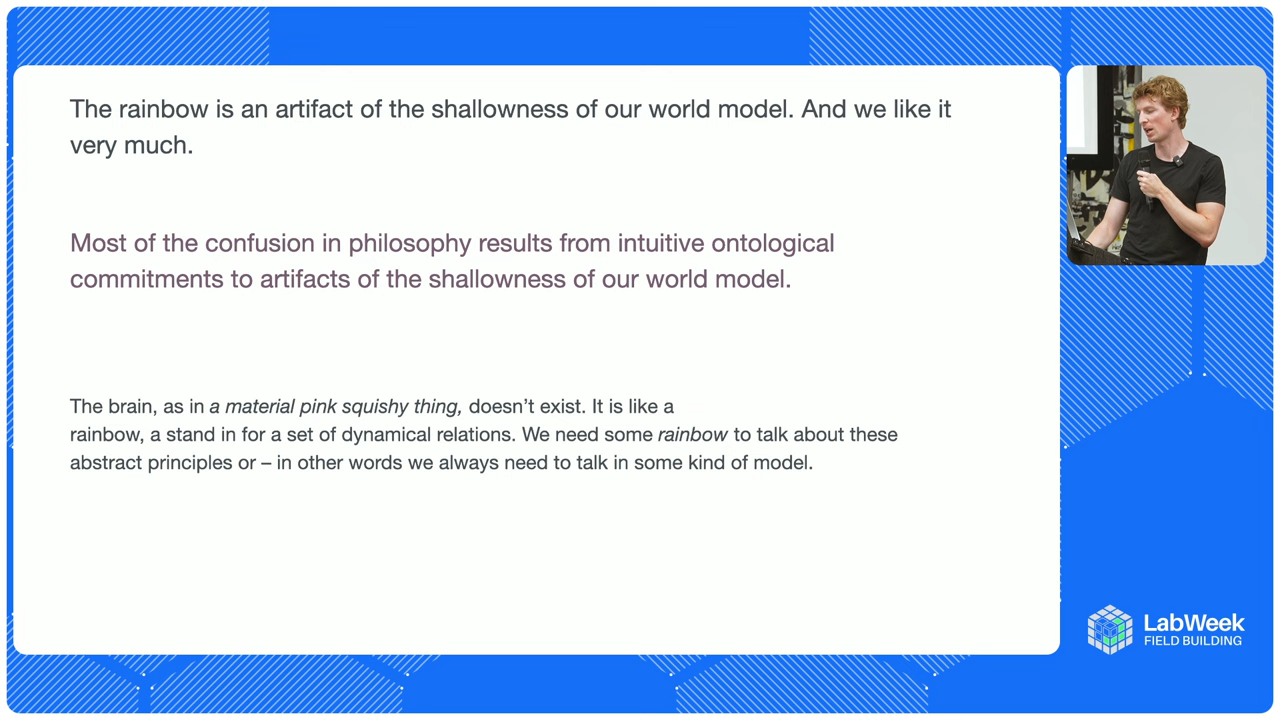 The rainbow is an artifact of the shallowness of our world model. And we like it
very much.
Most of the confusion in philosophy results from intuitive ontological
commitments to artifacts of the shallowness of our world model.
The brain, as in a material pink squishy thing, doesn’t exist. It is like a
rainbow, a stand in for a set of dynamical relations. We need some rainbow to talk about these
abstract principles or – in other words we always need to talk in some kind of model.
LabWeek
FIELD BUILDING